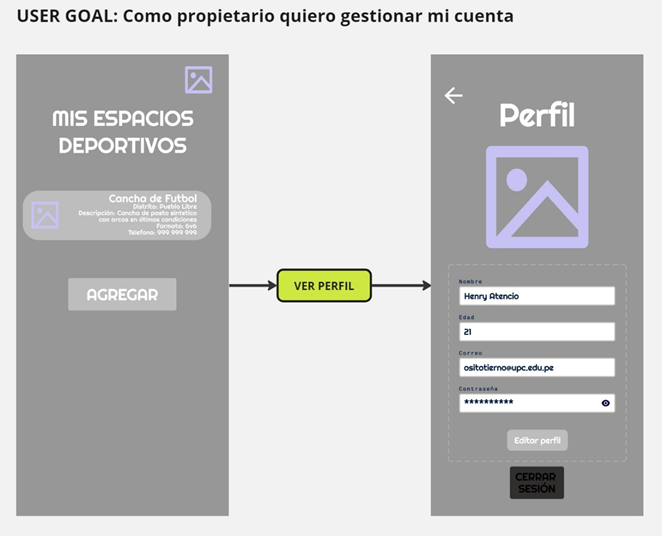 USER GOAL: Como propietario quiero gestionar mi cuenta
MIS ESPACIOS
DEPORTIVOS
Cancha de Futbol
Distrito: Pueblo Libre
Descripción: Cancha de pasto sintetico
con arcos en ótimas condiciones
Formato: 6v6
Telefono: 999 999 999
AGREGAR
VER PERFIL
Perfil
Nombre
Henry Atencio
Edad
21
Correo
ositotierno@upc.edu.pe
Contraseña
**********
Editar perfil
CERRAR
SESIÓN